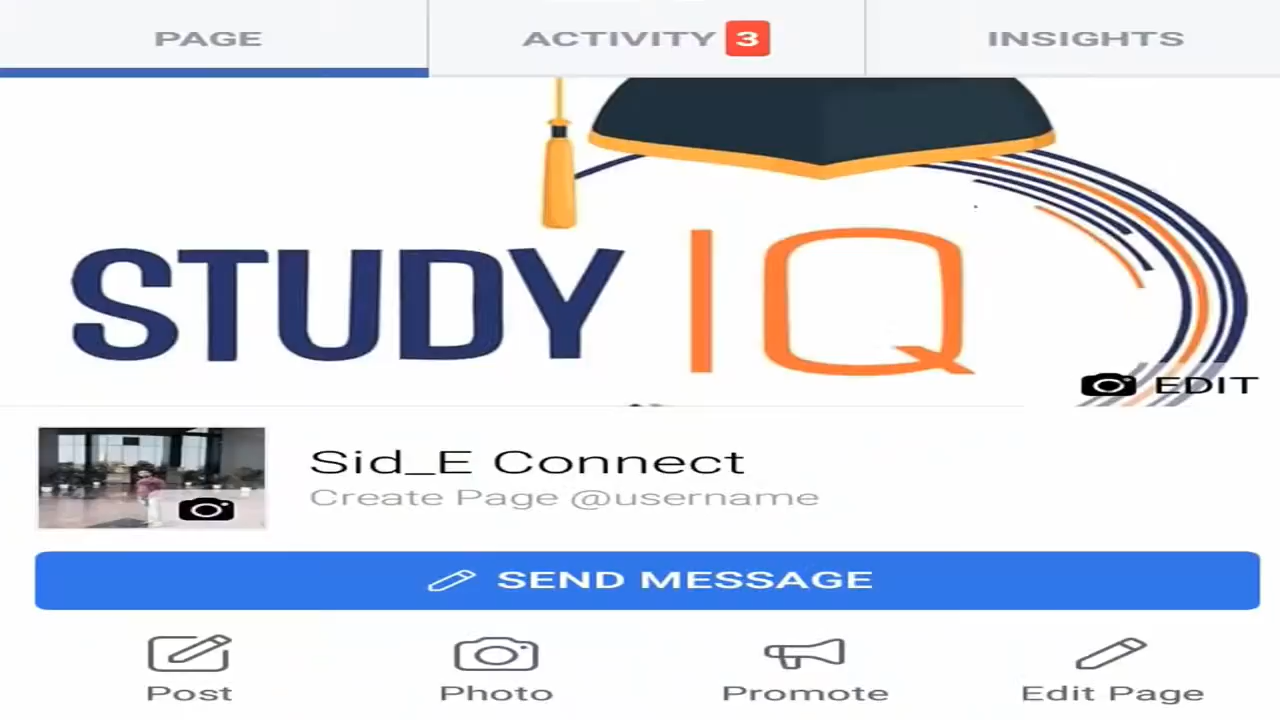 PAGE
ACTIVITY 3
INSIGHTS
STUDY IQ
EDIT
Sid_E Connect
Create Page @username
SEND MESSAGE
Post
Photo
Promote
Edit Page